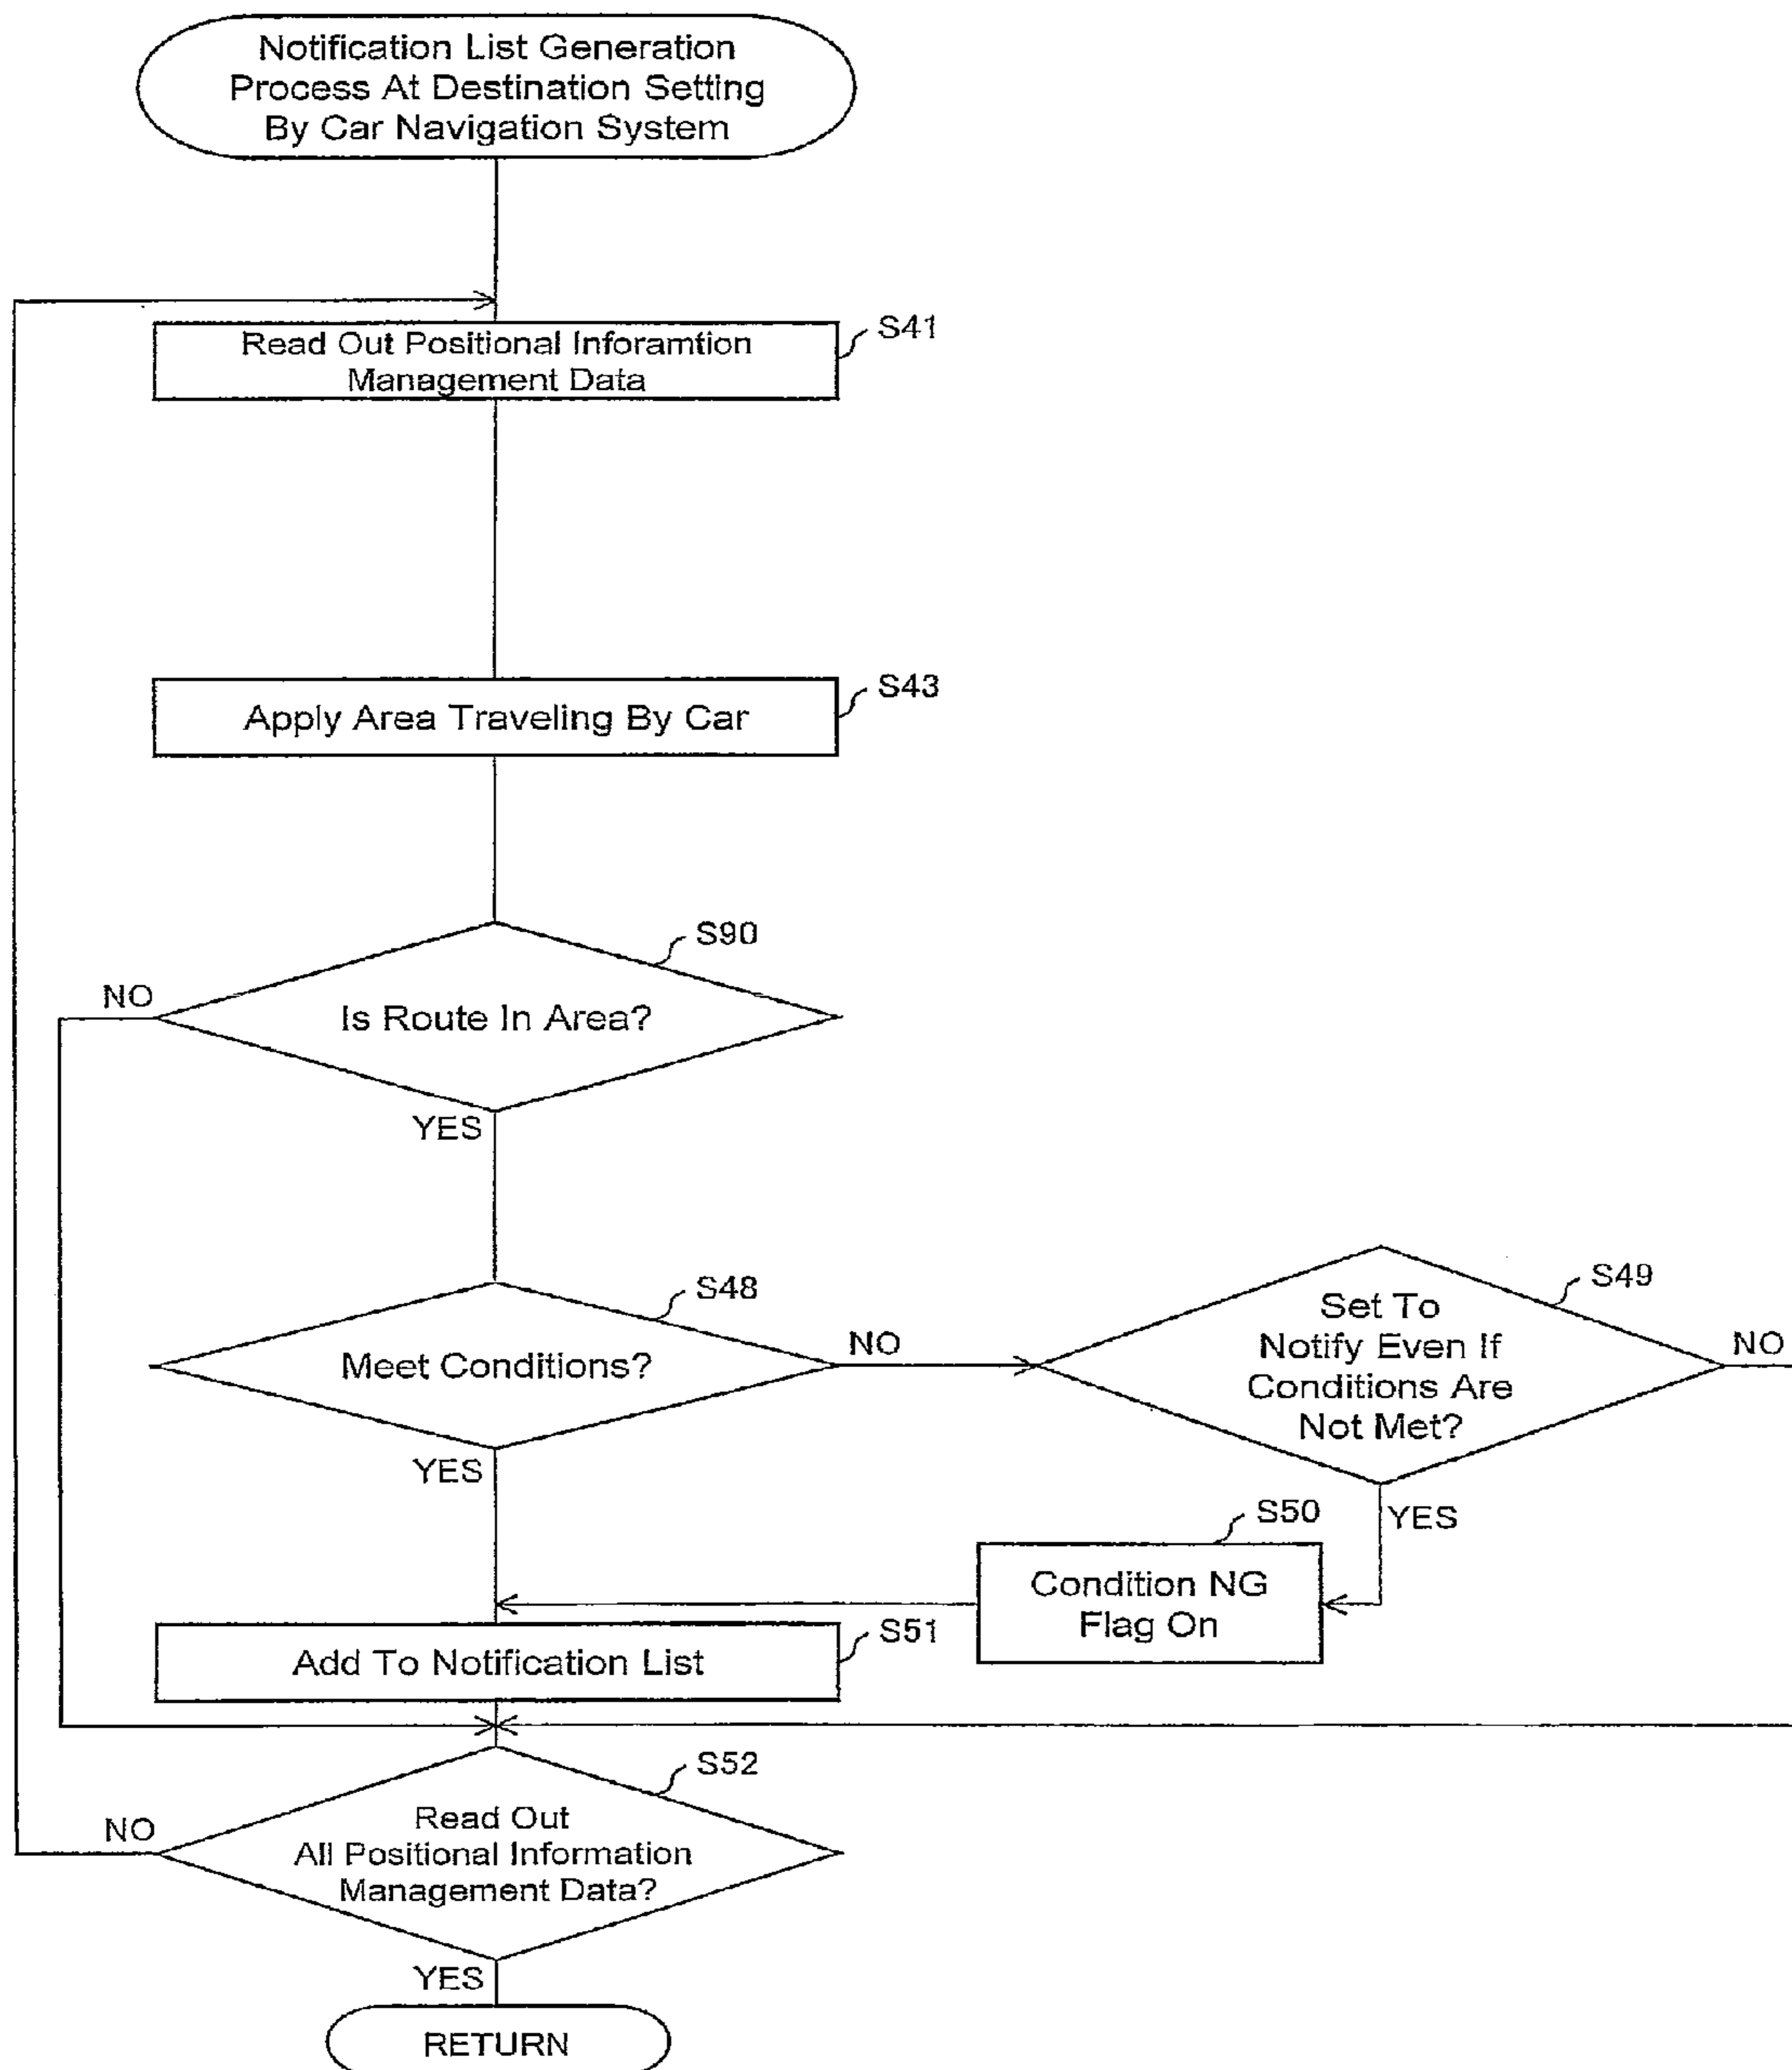 Notification List Generation
Process At Destination Setting
By Car Navigation System
S41
Read Out Positional Inforamtion
Management Data
S43
Apply Area Traveling By Car
S90
NO
Is Route In Area?
YES
S48
Meet Conditions?
NO
S49
Set To
Notify Even If
Conditions Are
Not Met?
NO
YES
YES
S50
Condition NG
Flag On
S51
Add To Notification List
S52
NO
Read Out
All Positional Information
Management Data?
YES
RETURN